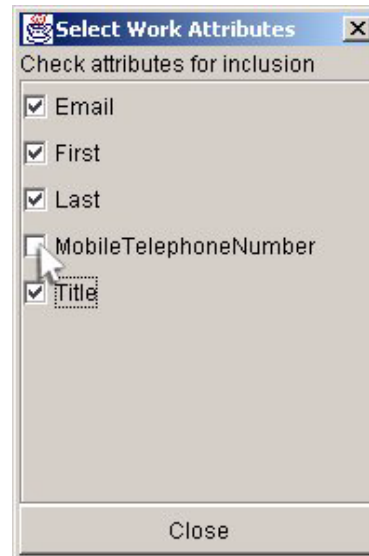 Select Work Attributes
Check attributes for inclusion
Email
First
Last
MobileTelephoneNumber
Title
Close